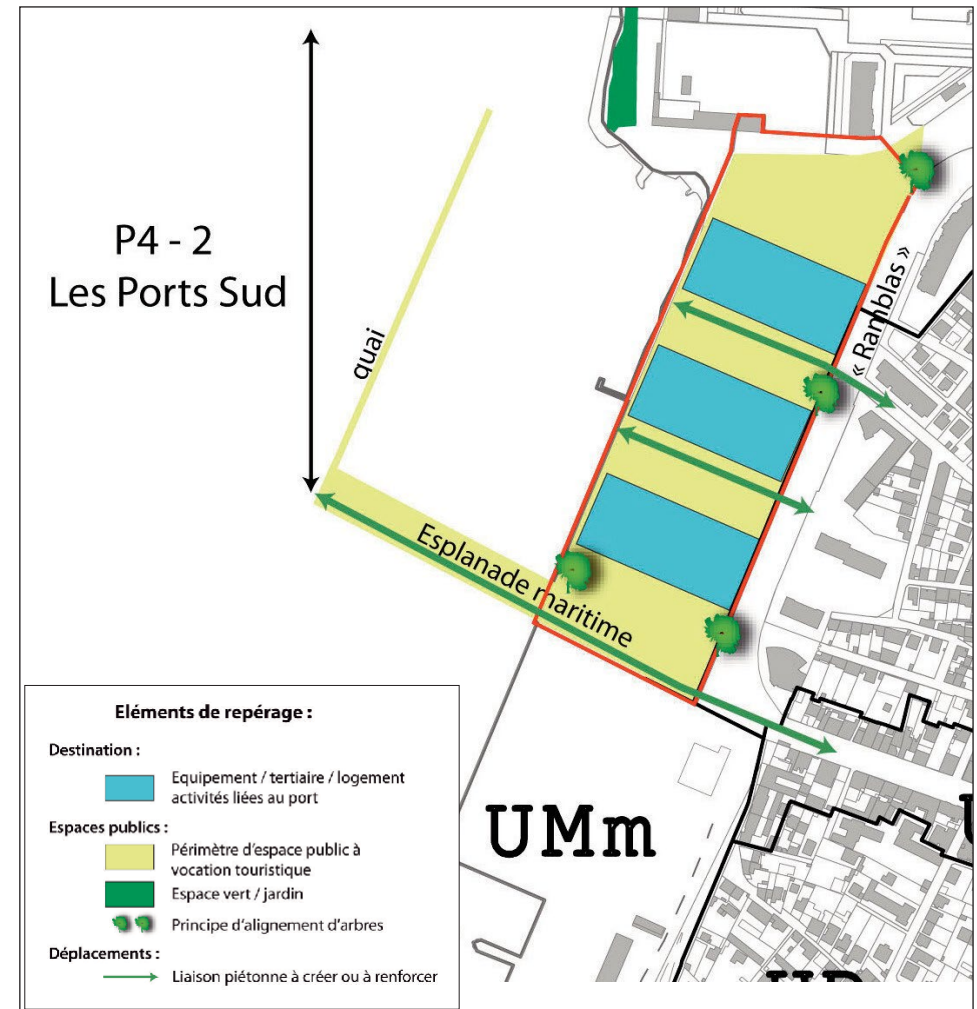 P4 - 2
Les Ports Sud
quai
« Ramblas »
Esplanade maritime
UMm
Eléments de repérage :
Destination :
Equipement / tertiaire / logement
activités liées au port
Espaces publics :
Périmètre d'espace public à
vocation touristique
Espace vert / jardin
Principe d'alignement d'arbres
Déplacements :
Liaison piétonne à créer ou à renforcer